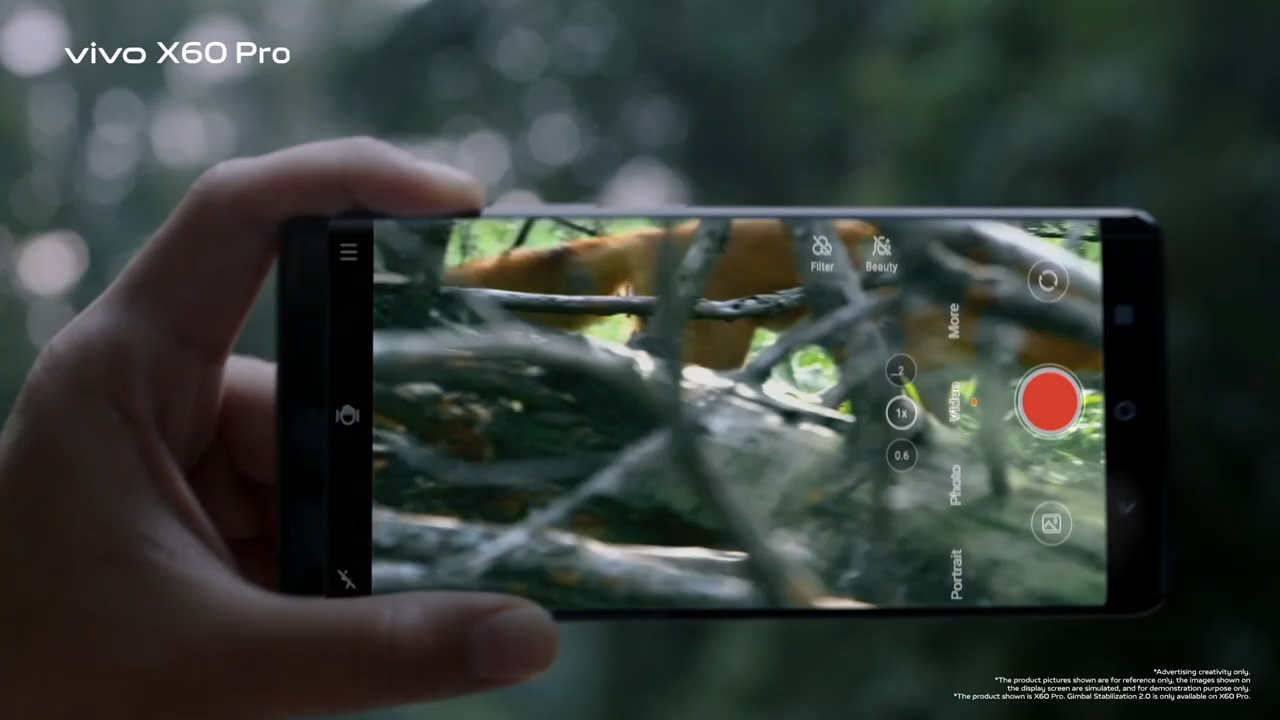 vivo X60 Pro
Filter
Beauty
More
2
1x
Video
0.6
Photo
Portrait
*Advertising creativity only.
*The product pictures shown are for reference only, the images shown on
the display screen are simulated, and for demonstration purpose only.
*The product shown is X60 Pro. Gimbal Stabilization 2.0 is only available on X60 Pro.